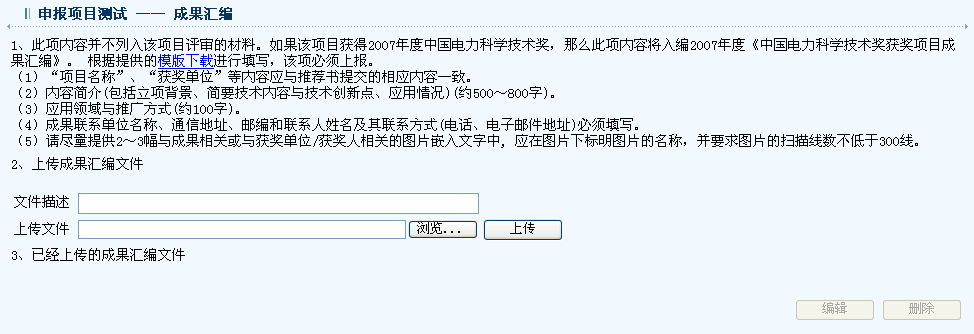 申报项目测试 —— 成果汇编
1、此项内容并不列入该项目评审的材料。如果该项目获得2007年度中国电力科学技术奖，那么此项内容将入编2007年度《中国电力科学技术奖获奖项目成
果汇编》。 根据提供的模版下载进行填写，该项必须上报。
（1）“项目名称”、“获奖单位”等内容应与推荐书提交的相应内容一致。
（2）内容简介(包括立项背景、简要技术内容与技术创新点、应用情况)(约500～800字)。
（3）应用领域与推广方式(约100字)。
（4）成果联系单位名称、通信地址、邮编和联系人姓名及其联系方式(电话、电子邮件地址)必须填写。
（5）请尽量提供2～3幅与成果相关或与获奖单位/获奖人相关的图片嵌入文字中, 应在图片下标明图片的名称，并要求图片的扫描线数不低于300线。
2、上传成果汇编文件
文件描述
上传文件 浏览... 上传
3、已经上传的成果汇编文件
编辑 删除